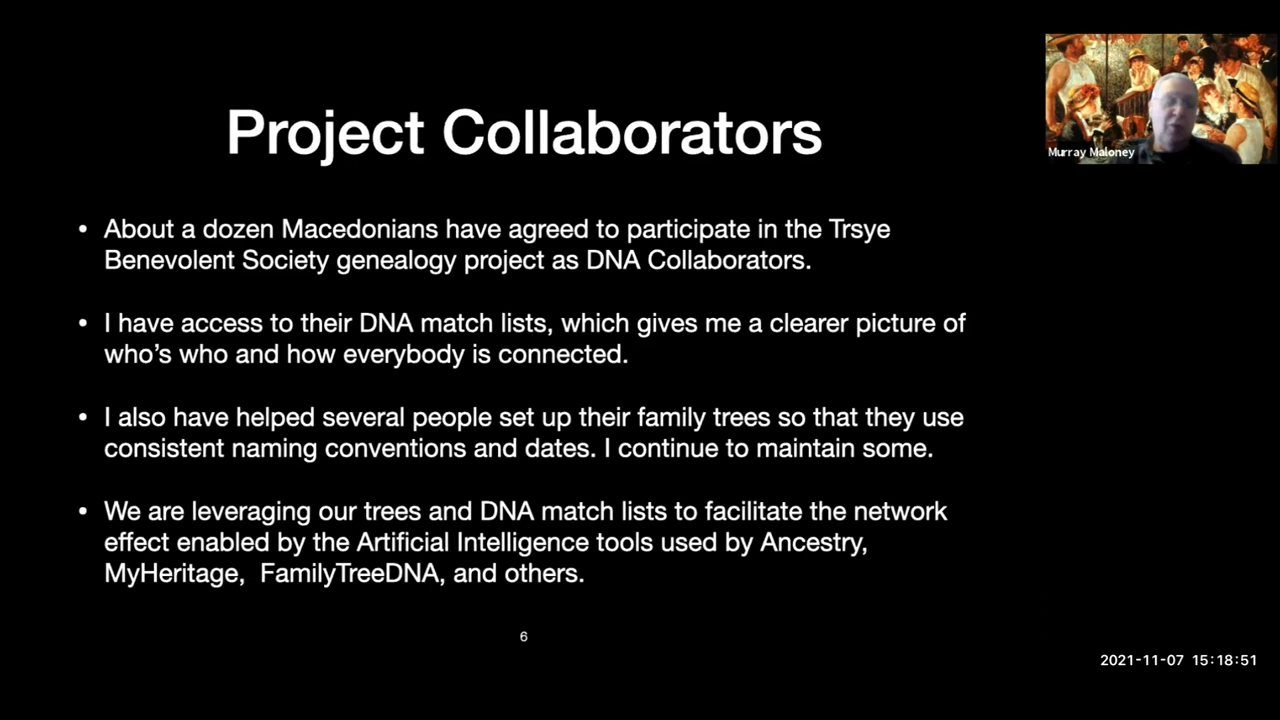 Project Collaborators
Murray Maloney
• About a dozen Macedonians have agreed to participate in the Trsye
Benevolent Society genealogy project as DNA Collaborators.
• I have access to their DNA match lists, which gives me a clearer picture of
who’s who and how everybody is connected.
• I also have helped several people set up their family trees so that they use
consistent naming conventions and dates. I continue to maintain some.
• We are leveraging our trees and DNA match lists to facilitate the network
effect enabled by the Artificial Intelligence tools used by Ancestry,
MyHeritage,  FamilyTreeDNA, and others.
6
2021-11-07 15:18:51